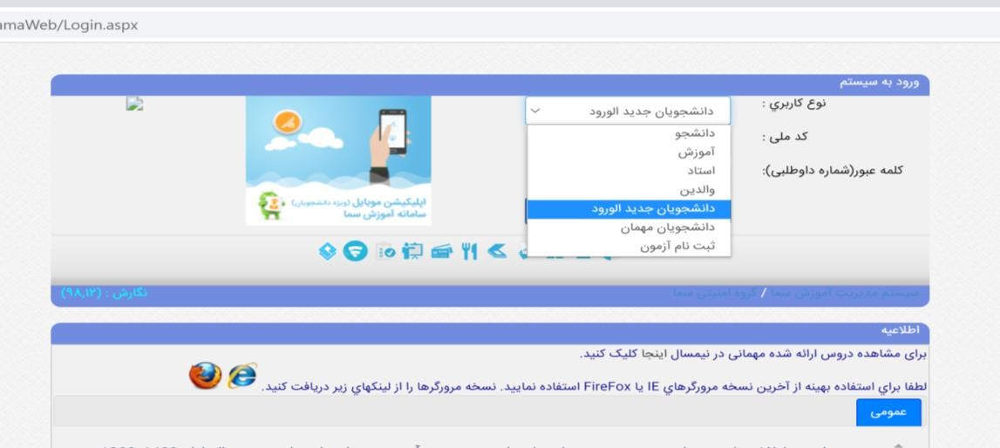 amaWeb/Login.aspx
ورود به سیستم
نوع کاربري :
دانشجویان جدید الورود
دانشجو
آموزش
استاد
والدین
دانشجویان جدید الورود
دانشجویان مهمان
ثبت نام آزمون
کد ملی :
کلمه عبور(شماره داوطلبی):
اپلیکیشن موبایل (ویژه دانشجویان)
سامانه آموزش سما
سیستم مدیریت آموزش سما / گروه امنیتی سما
نگارش : (۹۸,۱۲)
اطلاعیه
برای مشاهده دروس ارائه شده مهمانی در نیمسال اینجا کلیک کنید.
لطفا براي استفاده بهینه از آخرین نسخه مرورگرهاي IE یا FireFox استفاده نمایید. نسخه مرورگرها را از لینکهاي زیر دریافت کنید.
عمومی